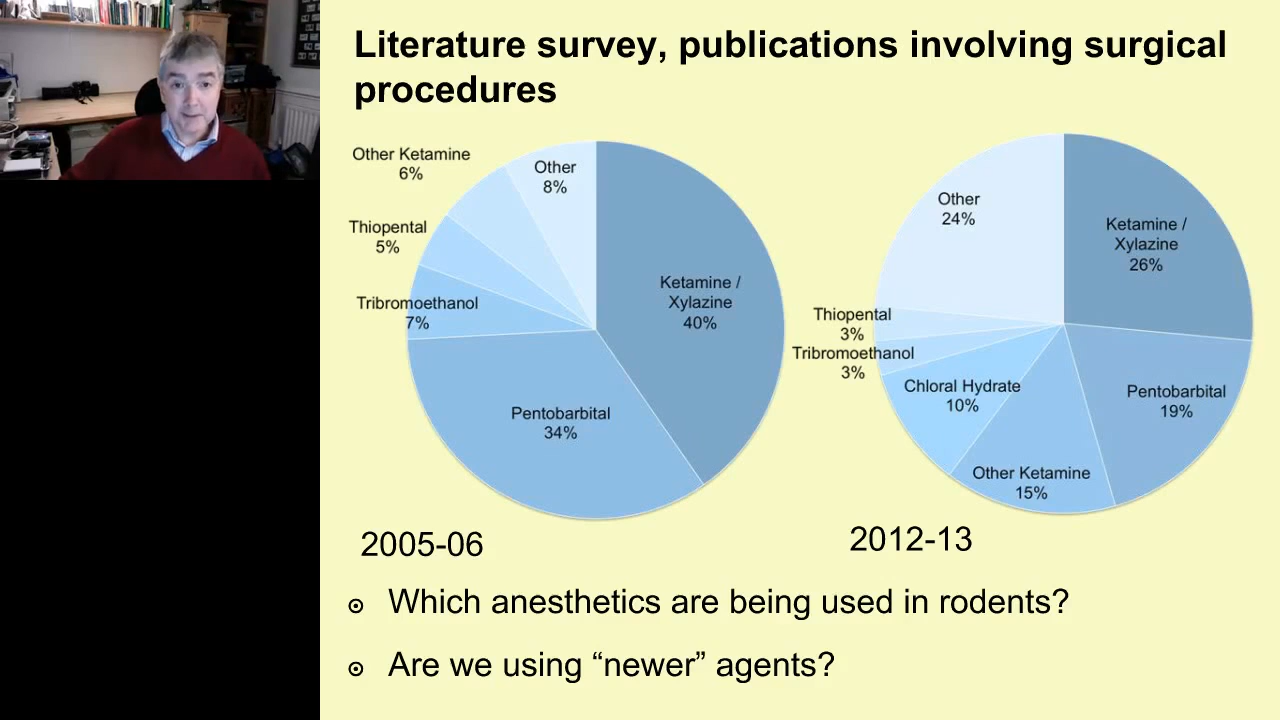 Literature survey, publications involving surgical
procedures
Other Ketamine
6%
Other
8%
Thiopental
5%
Tribromoethanol
7%
Ketamine /
Xylazine
40%
Pentobarbital
34%
2005-06
Other
24%
Ketamine /
Xylazine
26%
Thiopental
3%
Tribromoethanol
3%
Chloral Hydrate
10%
Pentobarbital
19%
Other Ketamine
15%
2012-13
Which anesthetics are being used in rodents?
Are we using “newer” agents?